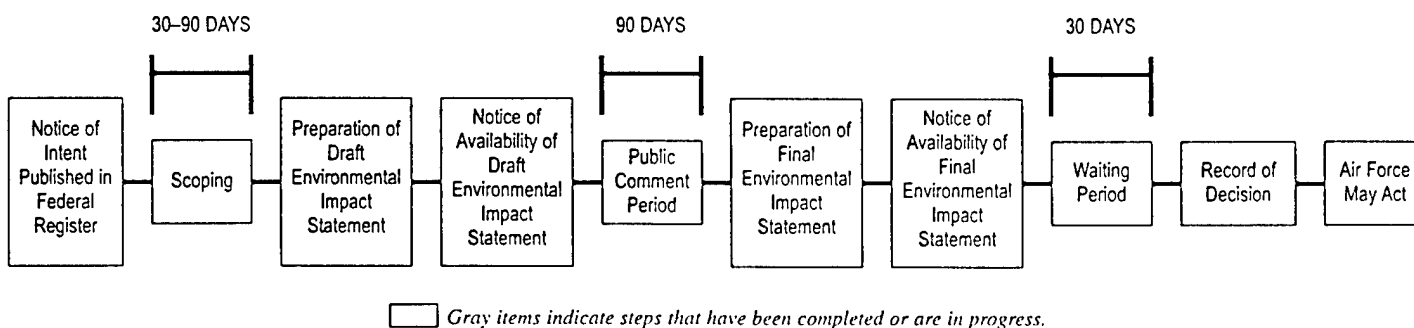 30–90 DAYS
90 DAYS
30 DAYS
Notice of
Intent
Published in
Federal
Register
Scoping
Preparation of
Draft
Environmental
Impact
Statement
Notice of
Availability of
Draft
Environmental
Impact
Statement
Public
Comment
Period
Preparation of
Final
Environmental
Impact
Statement
Notice of
Availability of
Final
Environmental
Impact
Statement
Waiting
Period
Record of
Decision
Air Force
May Act
Gray items indicate steps that have been completed or are in progress.